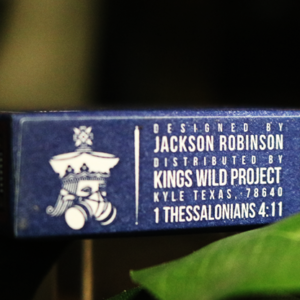 DESIGNED BY
JACKSON ROBINSON
DISTRIBUTED BY
KINGS WILD PROJECT
KYLE TEXAS, 78640
1 THESSALONIANS 4:11